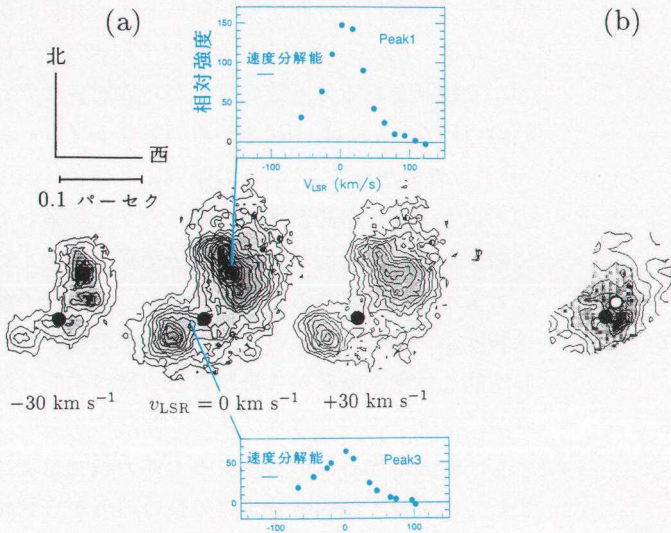 (a)
(b)
北
西
0.1 パーセク
相対強度
150
100
50
0
速度分解能
Peak1
-100
0
100
V_LSR (km/s)
−30 km s⁻¹
v_LSR = 0 km s⁻¹
+30 km s⁻¹
50
0
速度分解能
Peak3
-100
0
100